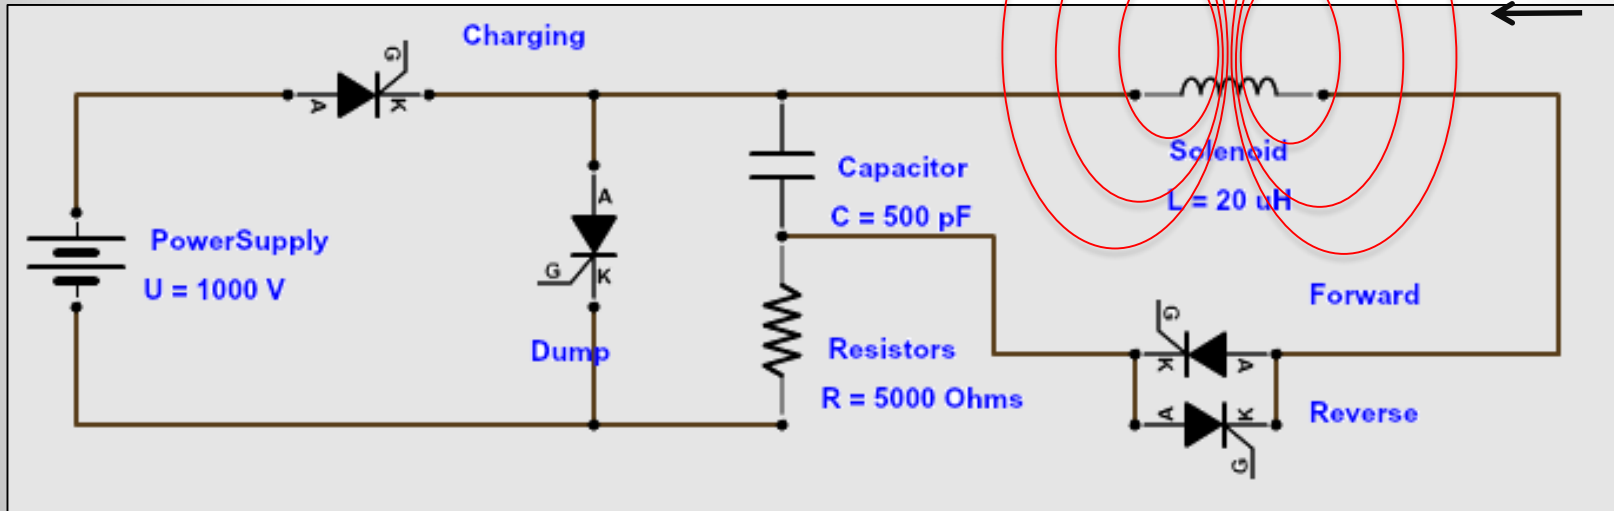 Charging
G
A
K
Solenoid
L = 20 uH
Capacitor
C = 500 pF
A
G
K
PowerSupply
U = 1000 V
Dump
Resistors
R = 5000 Ohms
Forward
G
K
A
Reverse
A
K
G